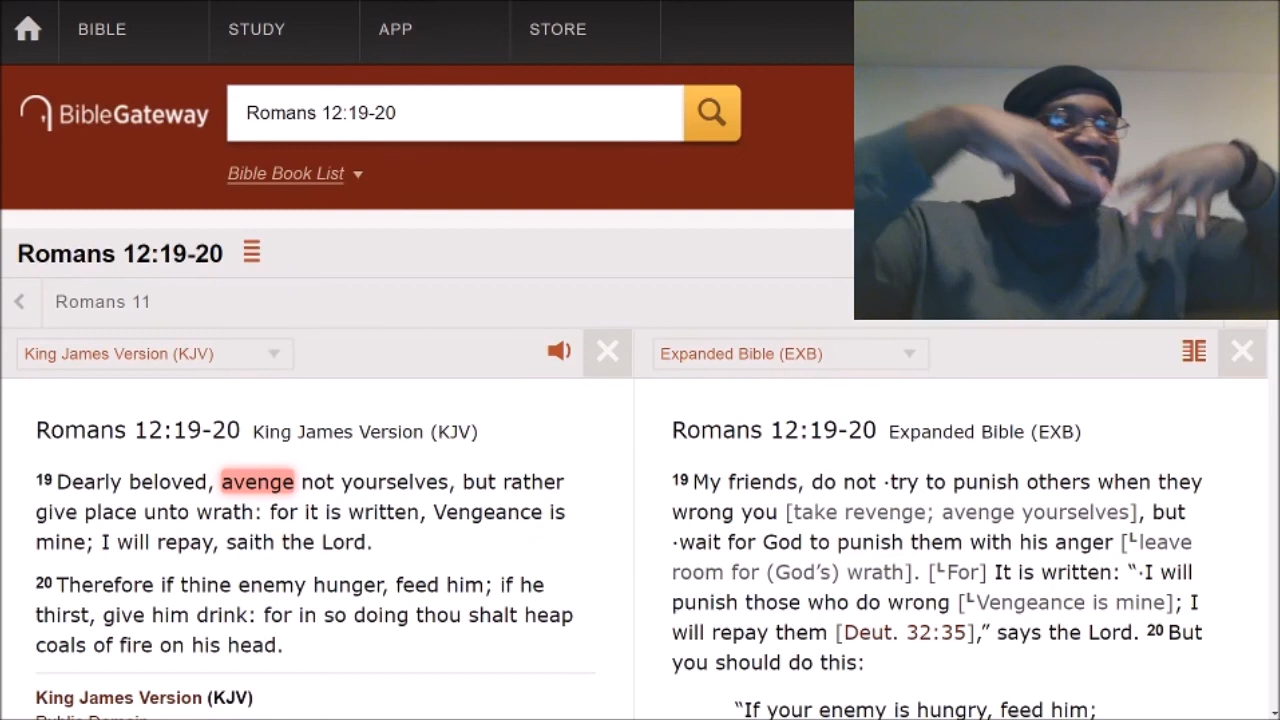 BIBLE STUDY APP STORE
BibleGateway
Romans 12:19-20
Bible Book List
Romans 12:19-20
Romans 11
King James Version (KJV)
Expanded Bible (EXB)
Romans 12:19-20 King James Version (KJV)
19 Dearly beloved, avenge not yourselves, but rather
give place unto wrath: for it is written, Vengeance is
mine; I will repay, saith the Lord.
20 Therefore if thine enemy hunger, feed him; if he
thirst, give him drink: for in so doing thou shalt heap
coals of fire on his head.
King James Version (KJV)
Public Domain
Romans 12:19-20 Expanded Bible (EXB)
19 My friends, do not ·try to punish others when they
wrong you [take revenge; avenge yourselves], but
·wait for God to punish them with his anger [└leave
room for (God’s) wrath]. [└For] It is written: “·I will
punish those who do wrong [└Vengeance is mine]; I
will repay them [Deut. 32:35],” says the Lord. 20 But
you should do this:
“If your enemy is hungry, feed him;